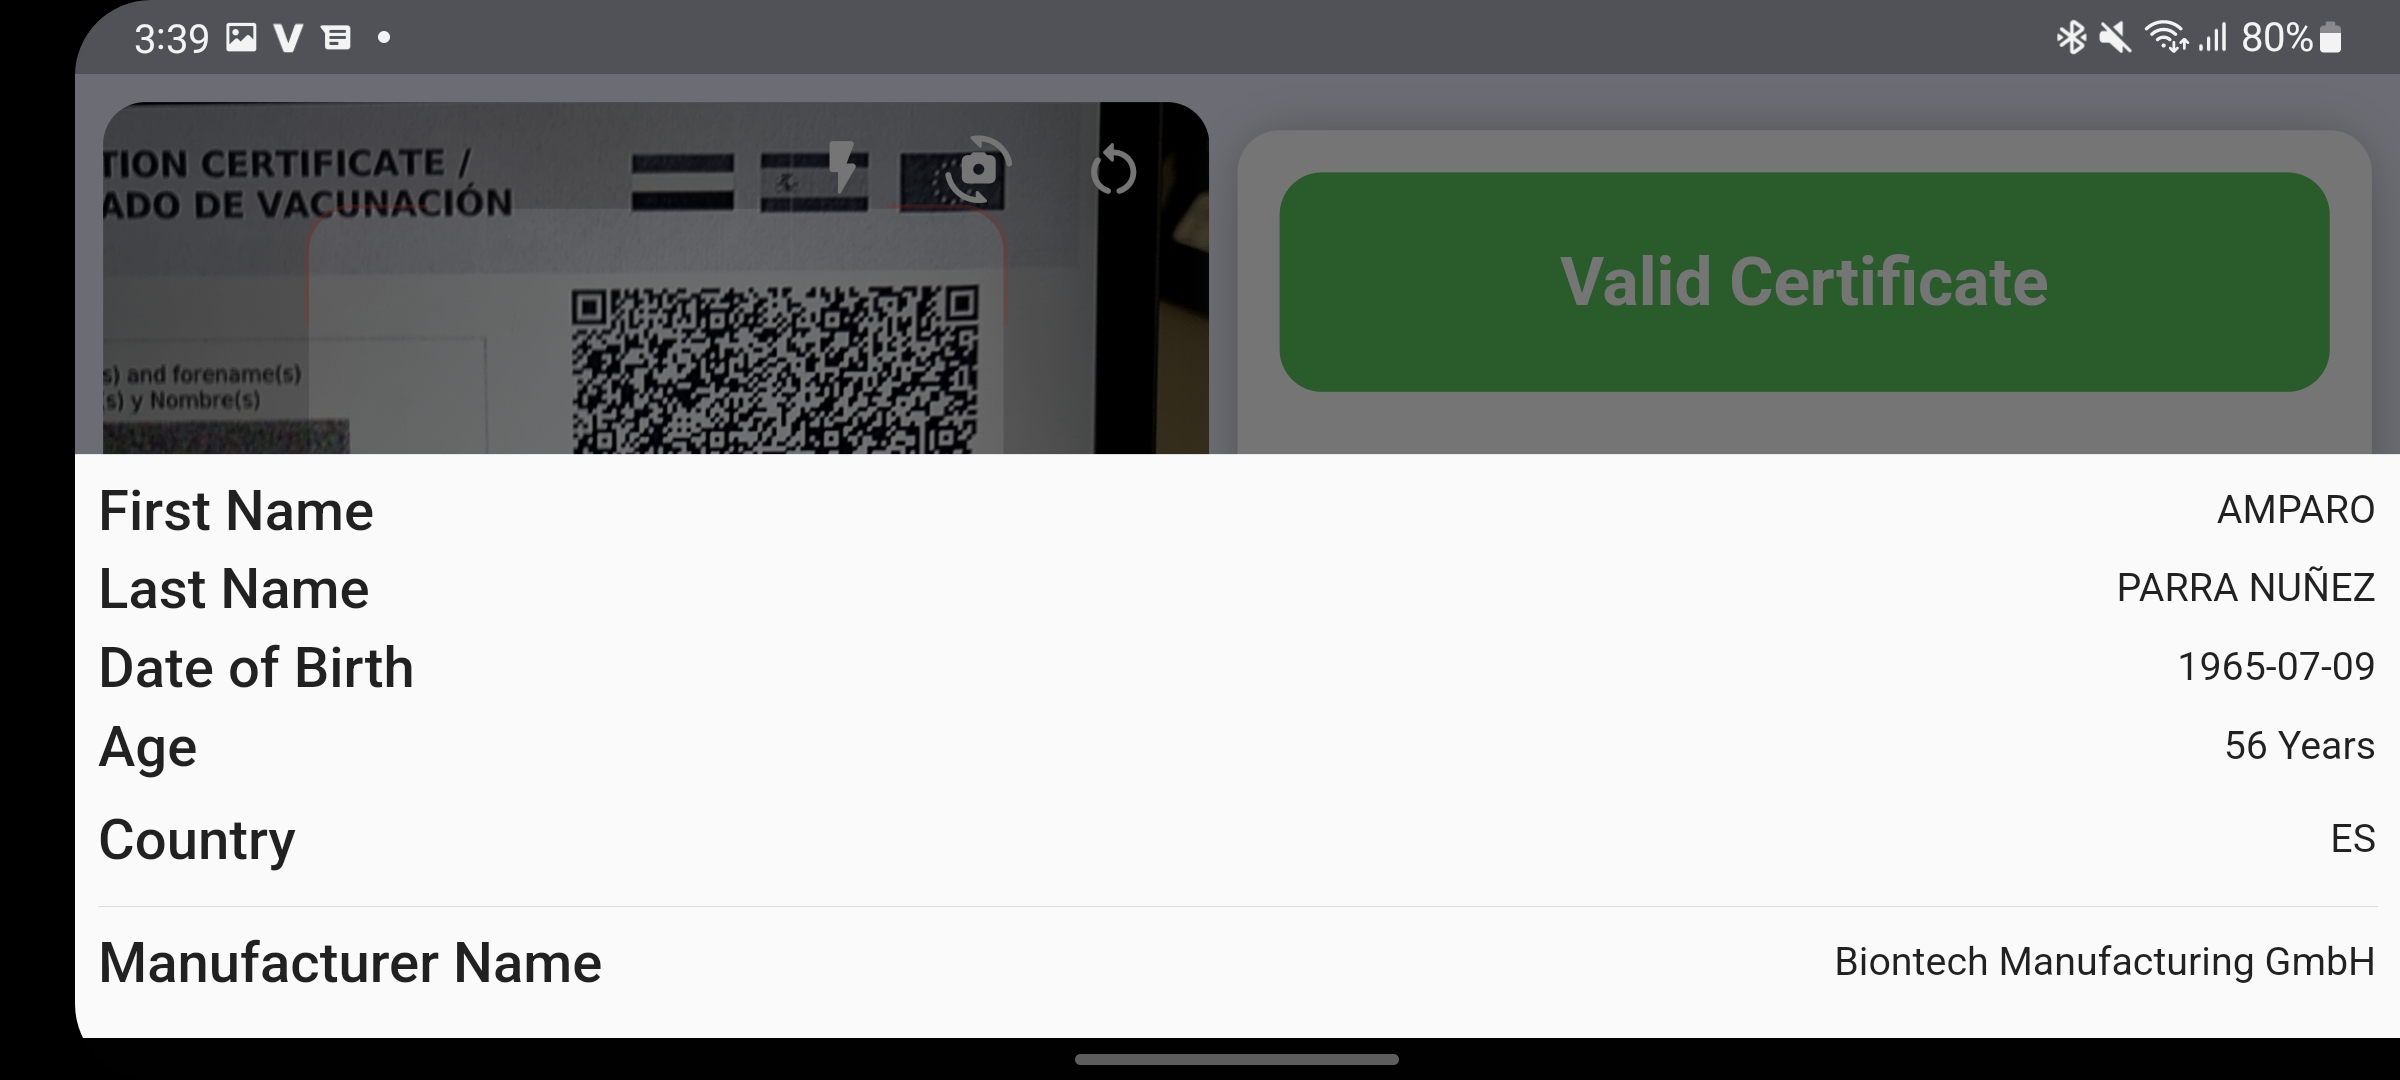 3:39
80%
TION CERTIFICATE /
ADO DE VACUNACIÓN
s) and forename(s)
(s) y Nombre(s)
Valid Certificate
First Name AMPARO
Last Name PARRA NUÑEZ
Date of Birth 1965-07-09
Age 56 Years
Country ES
Manufacturer Name Biontech Manufacturing GmbH